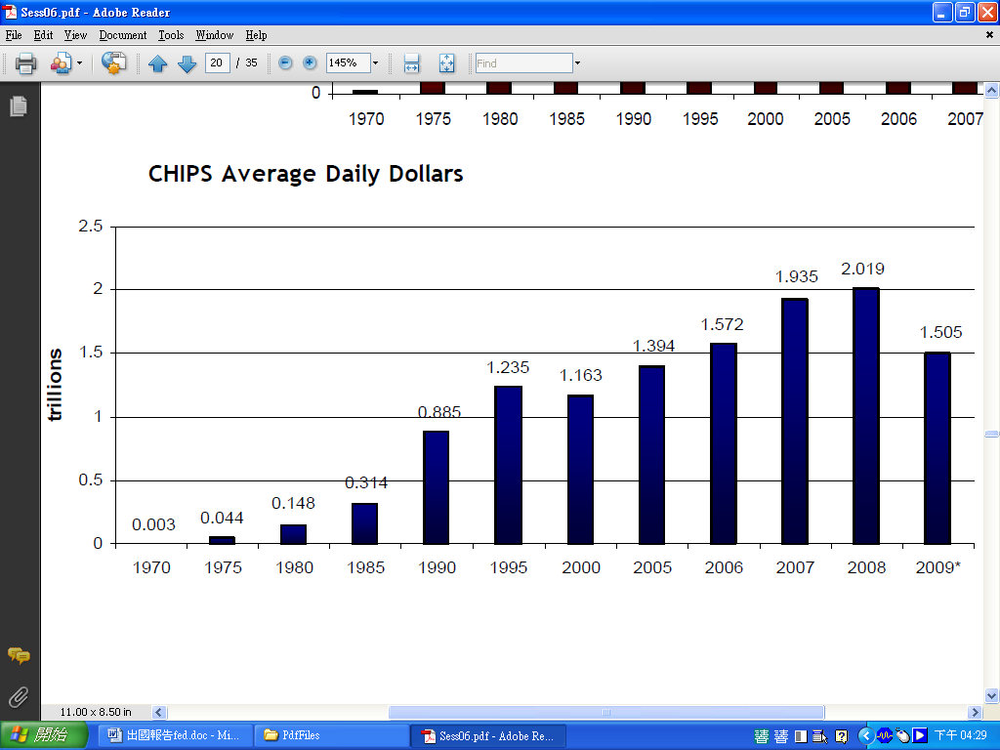 Sess06.pdf - Adobe Reader
File Edit View Document Tools Window Help
20 / 35 145% Find
0
1970 1975 1980 1985 1990 1995 2000 2005 2006 2007
CHIPS Average Daily Dollars
trillions
2.5
2
1.5
1
0.5
0
0.003 0.044 0.148 0.314 0.885 1.235 1.163 1.394 1.572 1.935 2.019 1.505
1970 1975 1980 1985 1990 1995 2000 2005 2006 2007 2008 2009*
11.00 x 8.50 in
開始 出國報告fed.doc - Mi... PdfFiles Sess06.pdf - Adobe Re... 下午 04:29